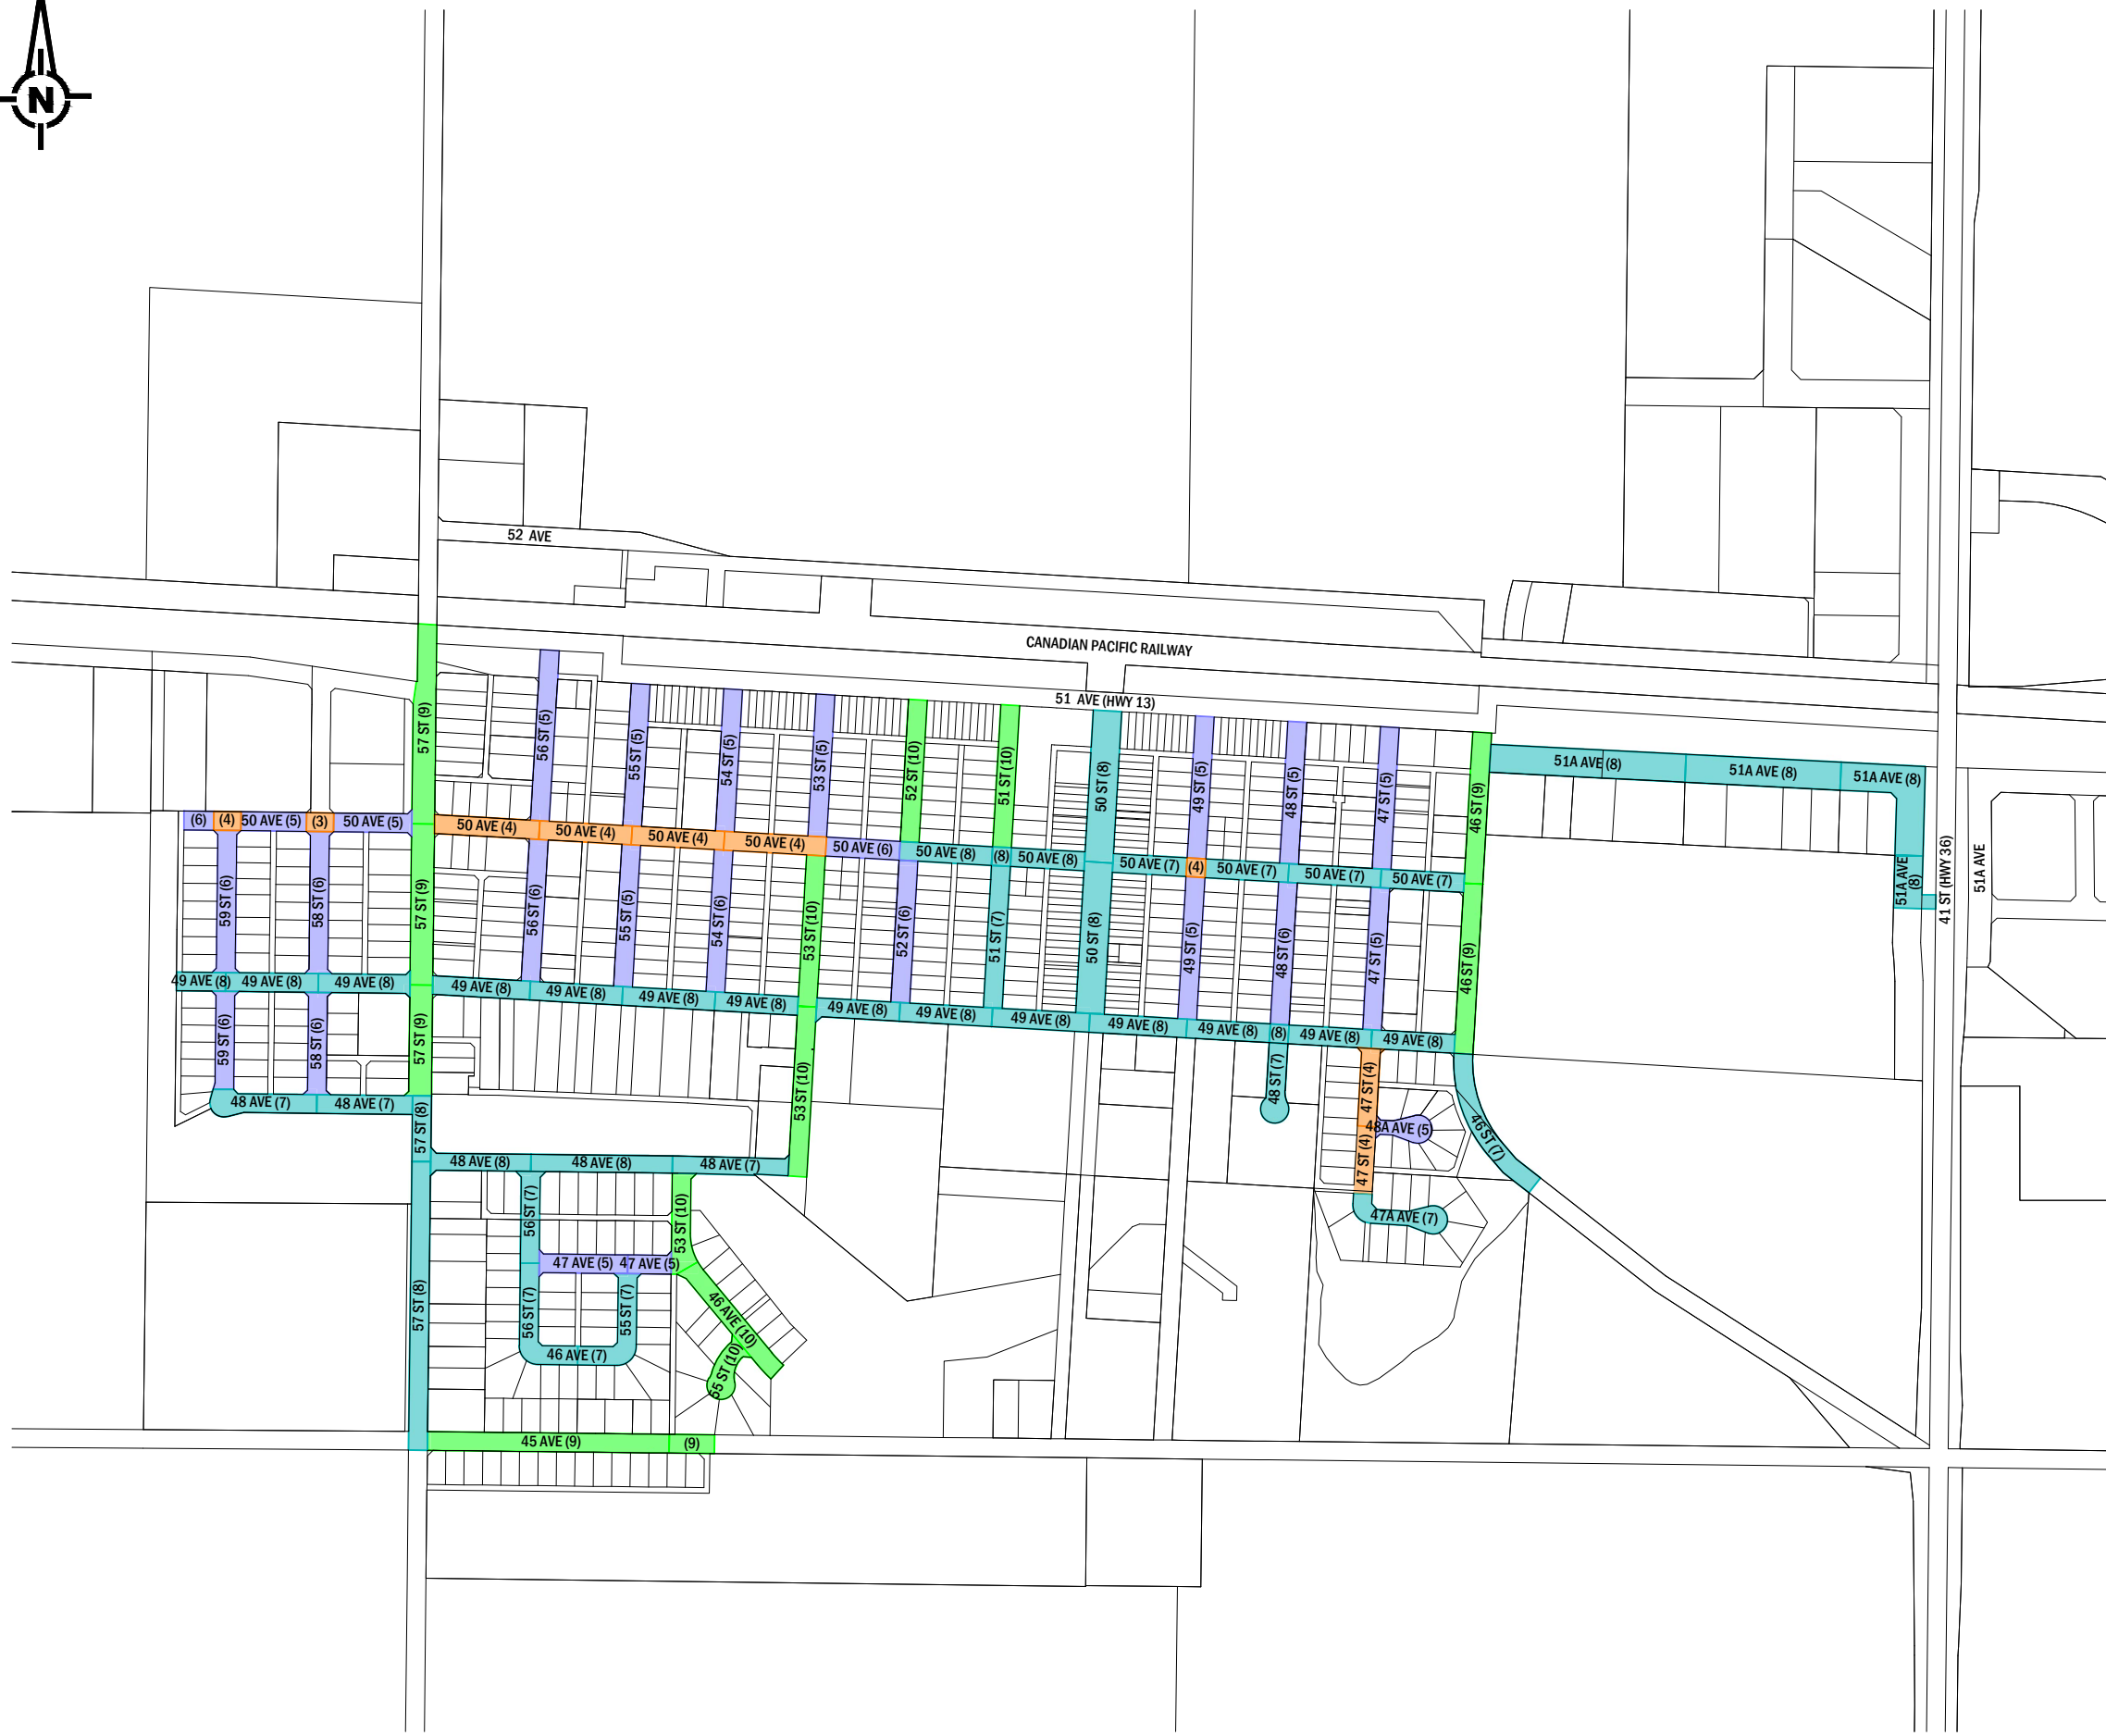 N
52 AVE
CANADIAN PACIFIC RAILWAY
51 AVE (HWY 13)
57 ST (9)
56 ST (5)
55 ST (5)
54 ST (5)
53 ST (5)
52 ST (10)
51 ST (10)
50 ST (8)
49 ST (5)
48 ST (5)
47 ST (5)
46 ST (9)
51A AVE (8)
51A AVE (8)
51A AVE (8)
51A AVE
(8)
41 ST (HWY 36)
51A AVE
(6)
(4)
50 AVE (5)
(3)
50 AVE (5)
50 AVE (4)
50 AVE (4)
50 AVE (4)
50 AVE (4)
50 AVE (6)
50 AVE (8)
(8)
50 AVE (8)
50 AVE (7)
(4)
50 AVE (7)
50 AVE (7)
50 AVE (7)
59 ST (6)
58 ST (6)
57 ST (9)
56 ST (6)
55 ST (5)
54 ST (6)
53 ST (10)
52 ST (6)
51 ST (7)
50 ST (8)
49 ST (5)
48 ST (6)
47 ST (5)
46 ST (9)
49 AVE (8)
49 AVE (8)
49 AVE (8)
49 AVE (8)
49 AVE (8)
49 AVE (8)
49 AVE (8)
49 AVE (8)
49 AVE (8)
49 AVE (8)
49 AVE (8)
49 AVE (8)
(8)
49 AVE (8)
49 AVE (8)
59 ST (6)
58 ST (6)
57 ST (9)
53 ST (10)
48 ST (7)
47 ST (4)
48A AVE (5
46 ST (7)
48 AVE (7)
48 AVE (7)
57 ST (8)
47 ST (4)
48 AVE (8)
48 AVE (8)
48 AVE (7)
47A AVE (7)
56 ST (7)
53 ST (10)
47 AVE (5)
47 AVE (5)
57 ST (8)
56 ST (7)
55 ST (7)
46 AVE (10)
46 AVE (7)
55 ST (10)
45 AVE (9)
(9)